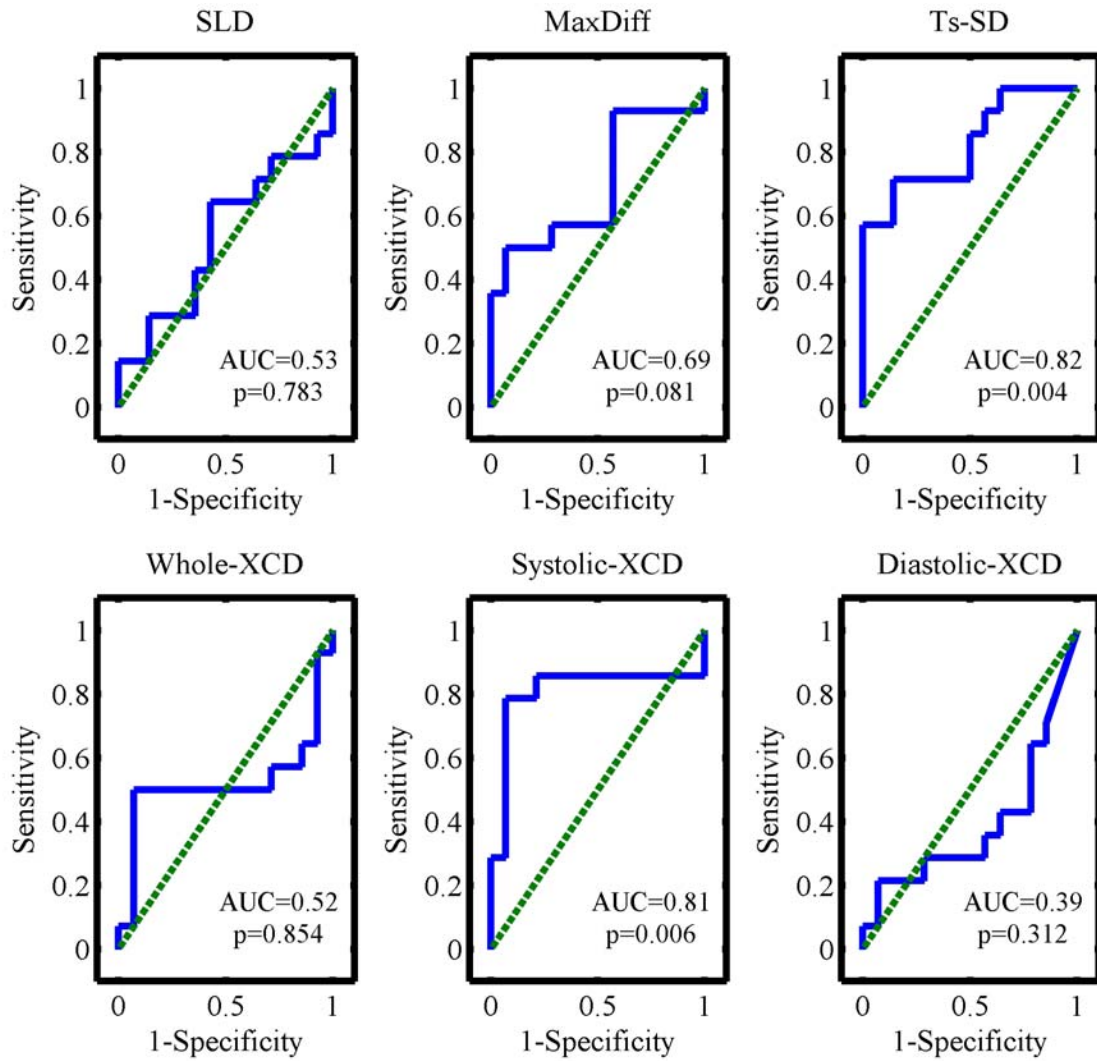 SLD
MaxDiff
Ts-SD
Sensitivity
1
0.8
0.6
0.4
0.2
0
AUC=0.53
p=0.783
0 0.5 1
1-Specificity
Sensitivity
1
0.8
0.6
0.4
0.2
0
AUC=0.69
p=0.081
0 0.5 1
1-Specificity
Sensitivity
1
0.8
0.6
0.4
0.2
0
AUC=0.82
p=0.004
0 0.5 1
1-Specificity
Whole-XCD
Systolic-XCD
Diastolic-XCD
Sensitivity
1
0.8
0.6
0.4
0.2
0
AUC=0.52
p=0.854
0 0.5 1
1-Specificity
Sensitivity
1
0.8
0.6
0.4
0.2
0
AUC=0.81
p=0.006
0 0.5 1
1-Specificity
Sensitivity
1
0.8
0.6
0.4
0.2
0
AUC=0.39
p=0.312
0 0.5 1
1-Specificity